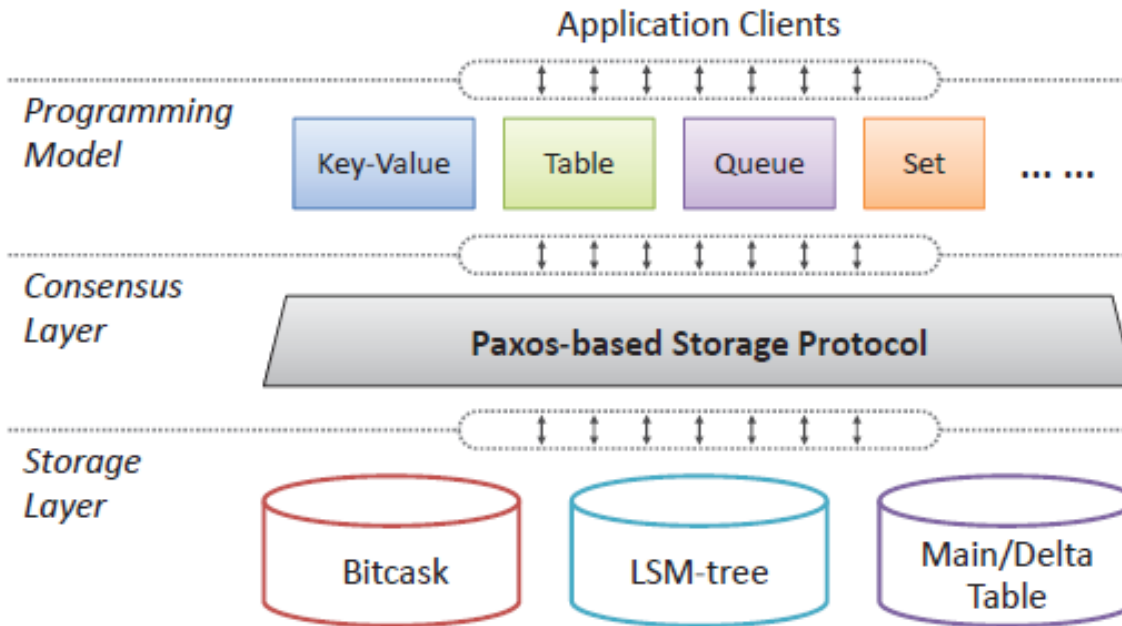 Application Clients
Programming
Model
Key-Value
Table
Queue
Set
... ...
Consensus
Layer
Paxos-based Storage Protocol
Storage
Layer
Bitcask
LSM-tree
Main/Delta
Table